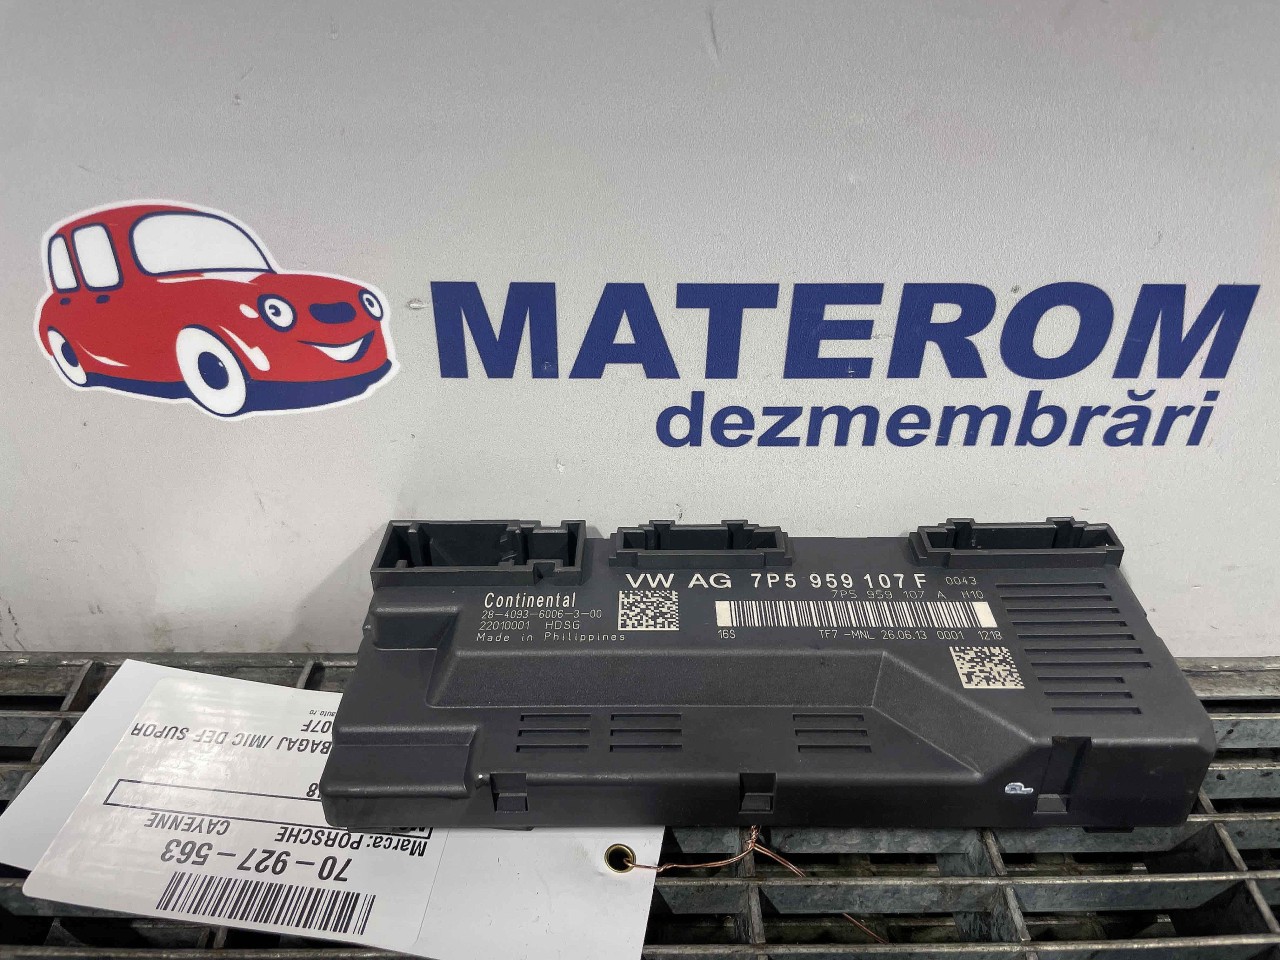 MATEROM
dezmembrări
VW AG 7P5 959 107 F 0043
7P5 959 107 A H10
Continental
28-4093-6006-3-00
22010001 HDSG
Made in Philippines
16S TF7-MNL 26.06.13 0001 1218
70-927-563
Marca: PORSCHE
CAYENNE
BAGAJ /MIC DEF SUPOR
07F
auto.ro